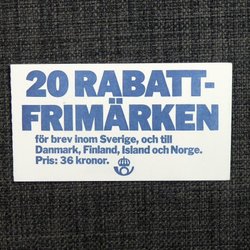 20 RABATT-
FRIMÄRKEN
för brev inom Sverige, och till
Danmark, Finland, Island och Norge.
Pris: 36 kronor.